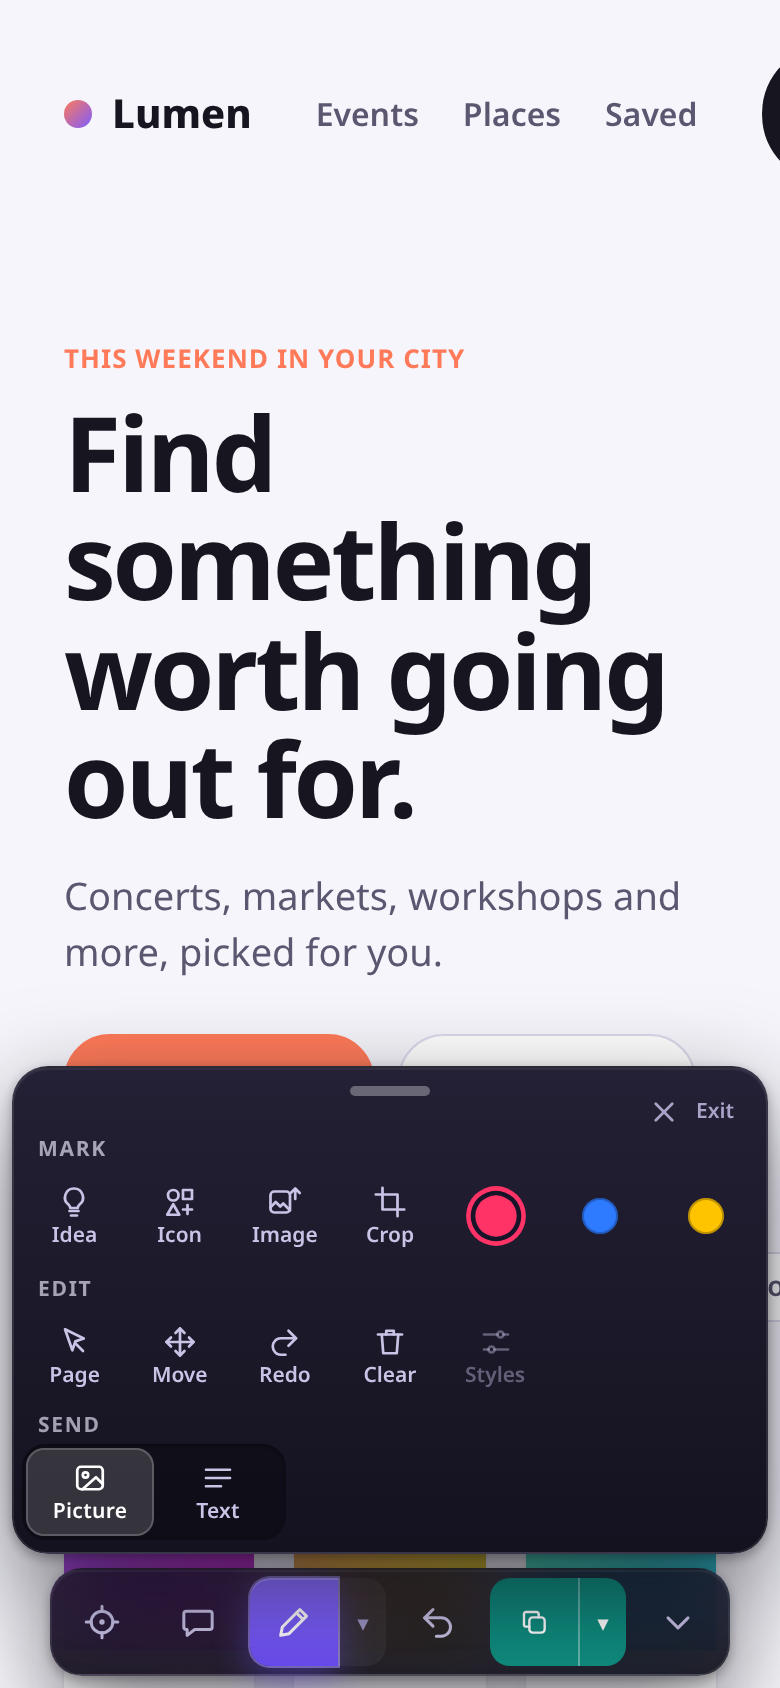 Lumen Events Places Saved
THIS WEEKEND IN YOUR CITY
Find
something
worth going
out for.
Concerts, markets, workshops and
more, picked for you.
Exit
MARK
Idea Icon Image Crop
EDIT
Page Move Redo Clear Styles
SEND
Picture Text